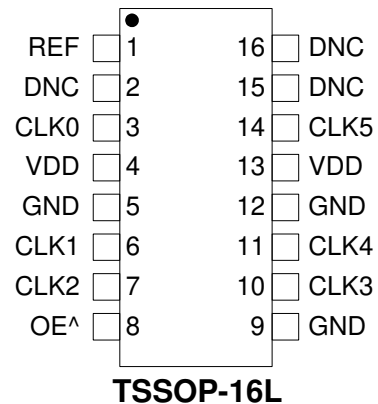 REF 1 16 DNC
DNC 2 15 DNC
CLK0 3 14 CLK5
VDD 4 13 VDD
GND 5 12 GND
CLK1 6 11 CLK4
CLK2 7 10 CLK3
OE^ 8 9 GND
TSSOP-16L